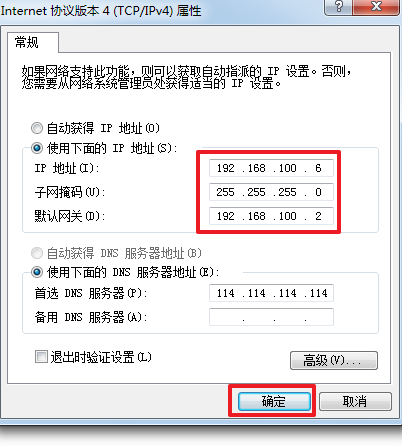 Internet 协议版本 4 (TCP/IPv4) 属性
常规
如果网络支持此功能，则可以获取自动指派的 IP 设置。否则，
您需要从网络系统管理员处获得适当的 IP 设置。
自动获得 IP 地址(O)
使用下面的 IP 地址(S):
IP 地址(I): 192 .168 .100 . 6
子网掩码(U): 255 .255 .255 . 0
默认网关(D): 192 .168 .100 . 2
自动获得 DNS 服务器地址(B)
使用下面的 DNS 服务器地址(E):
首选 DNS 服务器(P): 114 .114 .114 .114
备用 DNS 服务器(A): . . .
退出时验证设置(L)
高级(V)...
确定 取消